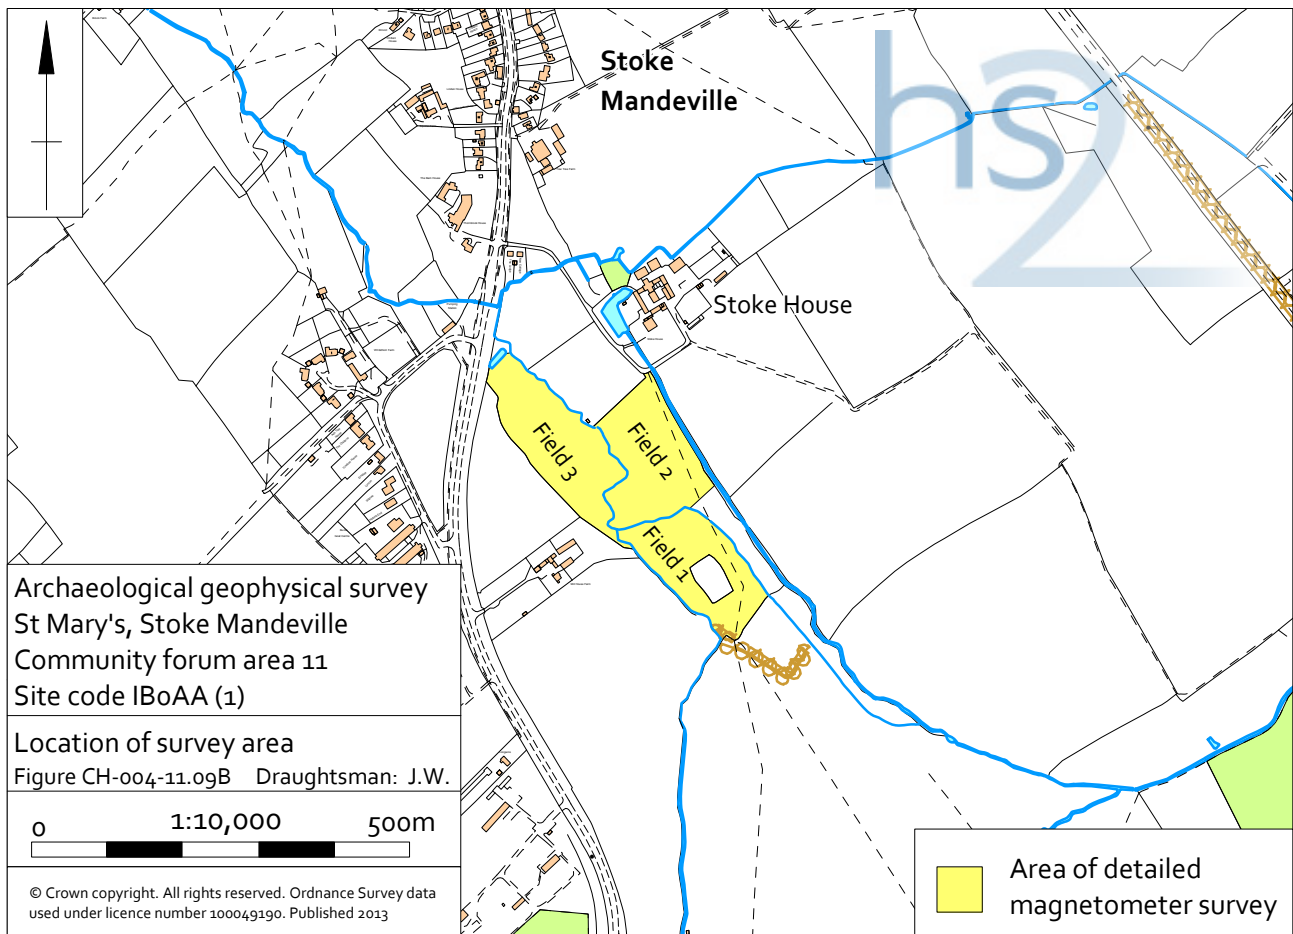 Stoke
Mandeville
hs2
Stoke House
Field 3
Field 2
Field 1
Archaeological geophysical survey
St Mary's, Stoke Mandeville
Community forum area 11
Site code IB0AA (1)
Location of survey area
Figure CH-004-11.09B Draughtsman: J.W.
0 1:10,000 500m
© Crown copyright. All rights reserved. Ordnance Survey data
used under licence number 100049190. Published 2013
Area of detailed
magnetometer survey